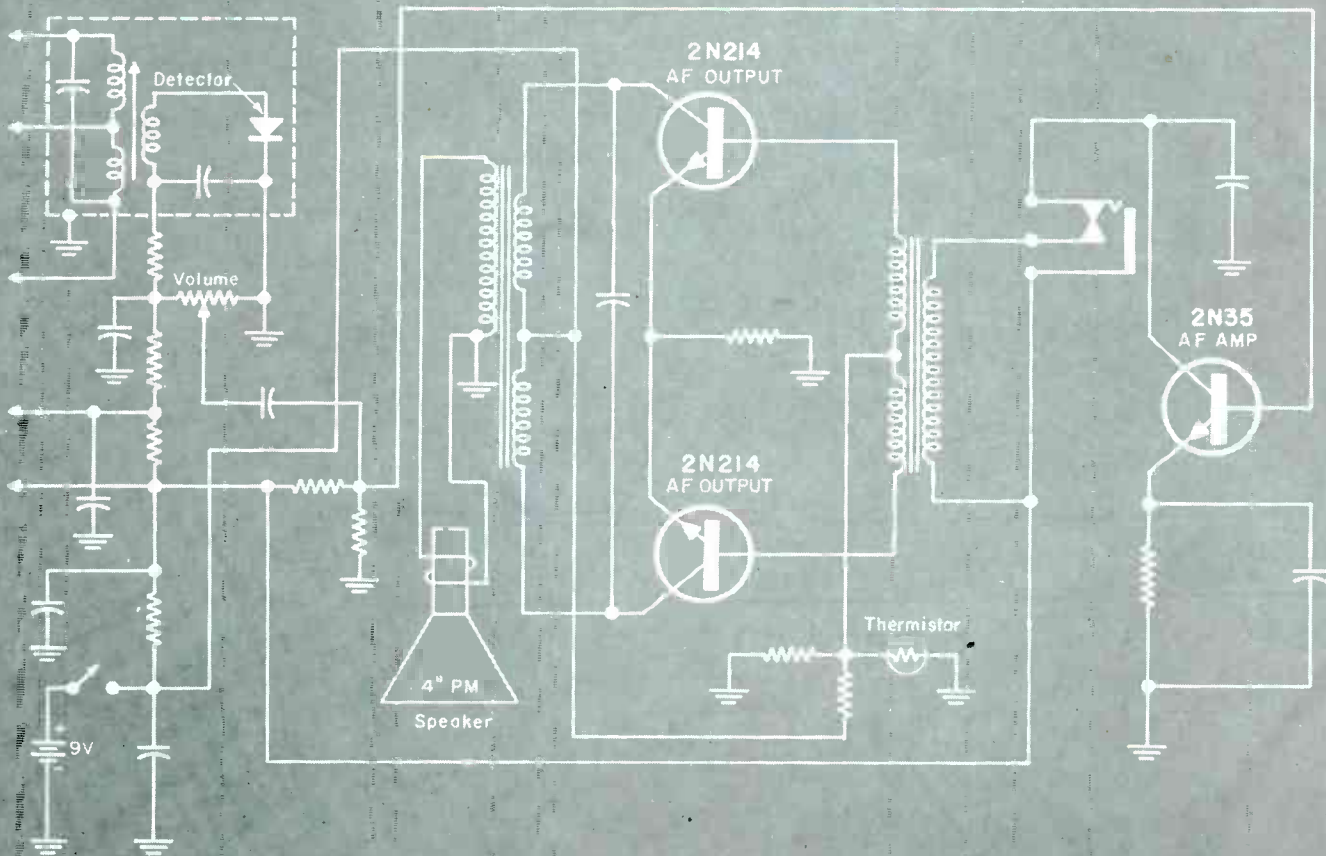 2N214
AF OUTPUT
Detector
Volume
2N35
AF AMP
2N214
AF OUTPUT
Thermistor
4" PM
Speaker
9V